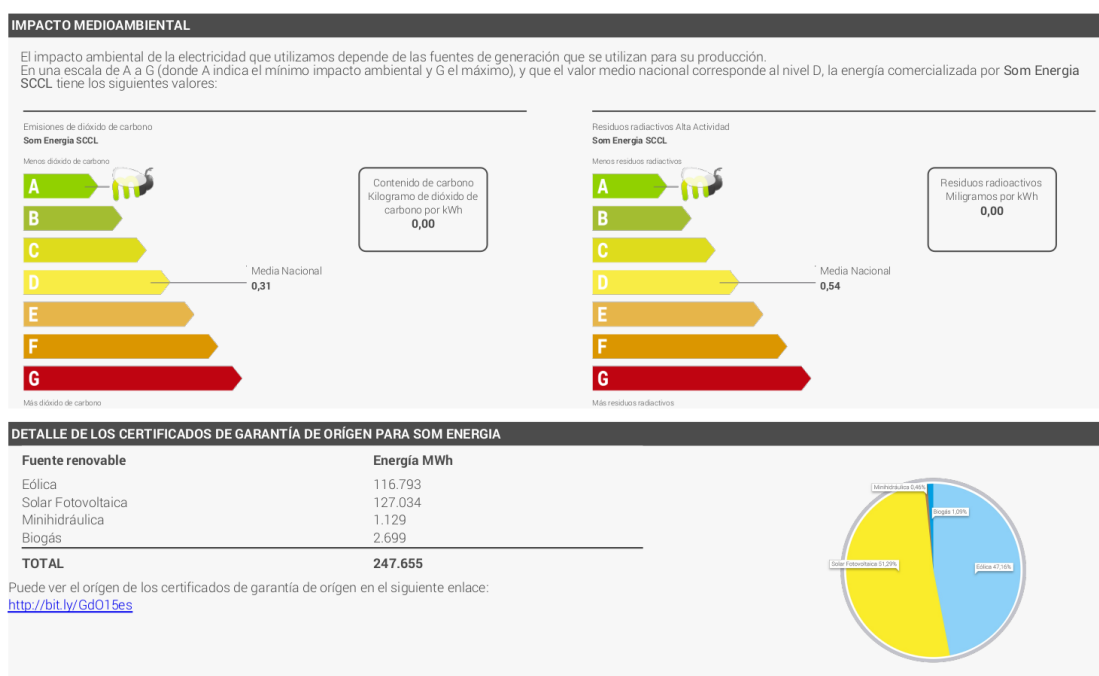 IMPACTO MEDIOAMBIENTAL
El impacto ambiental de la electricidad que utilizamos depende de las fuentes de generación que se utilizan para su producción.
En una escala de A a G (donde A indica el mínimo impacto ambiental y G el máximo), y que el valor medio nacional corresponde al nivel D, la energía comercializada por Som Energia
SCCL tiene los siguientes valores:
Emisiones de dióxido de carbono
Som Energia SCCL
Menos dióxido de carbono
A
B
C
D
E
F
G
Más dióxido de carbono
Contenido de carbono
Kilogramo de dióxido de
carbono por kWh
0,00
Media Nacional
0,31
Residuos radiactivos Alta Actividad
Som Energia SCCL
Menos residuos radiactivos
A
B
C
D
E
F
G
Más residuos radiactivos
Residuos radioactivos
Miligramos por kWh
0,00
Media Nacional
0,54
DETALLE DE LOS CERTIFICADOS DE GARANTÍA DE ORÍGEN PARA SOM ENERGIA
Fuente renovable Energía MWh
Eólica 116.793
Solar Fotovoltaica 127.034
Minihidráulica 1.129
Biogás 2.699
TOTAL 247.655
Puede ver el orígen de los certificados de garantía de orígen en el siguiente enlace:
http://bit.ly/GdO15es
Minihidráulica 0,46%
Biogás 1,09%
Solar Fotovoltaica 51,29%
Eólica 47,16%